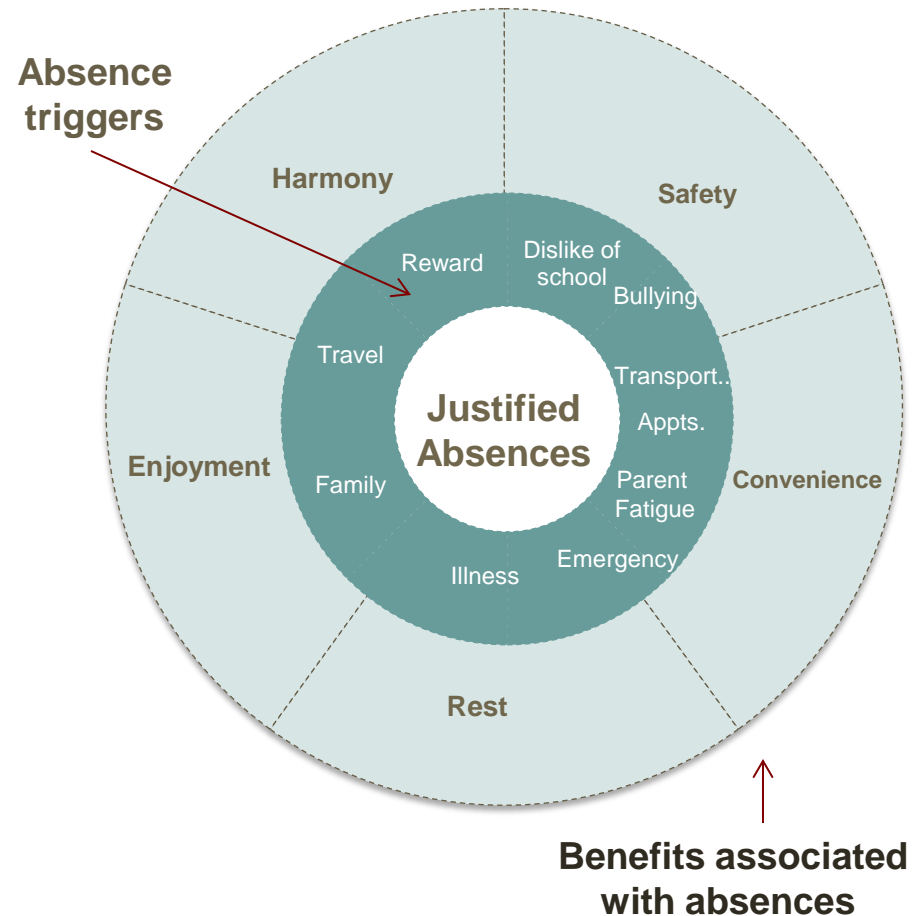 Absence
triggers
Harmony
Safety
Reward
Dislike of
school
Bullying
Travel
Transport..
Justified
Absences
Appts.
Enjoyment
Family
Parent
Fatigue
Convenience
Illness
Emergency
Rest
Benefits associated
with absences